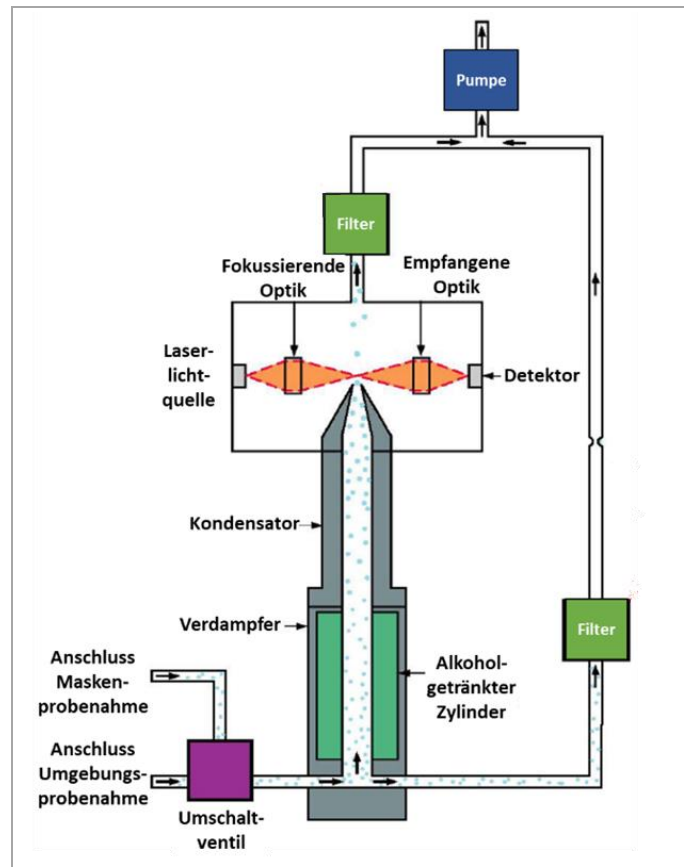 Pumpe
Filter
Fokussierende
Optik
Empfangene
Optik
Laser-
licht-
quelle
Detektor
Kondensator
Verdampfer
Filter
Anschluss
Masken-
probenahme
Alkohol-
getränkter
Zylinder
Anschluss
Umgebungs-
probenahme
Umschalt-
ventil